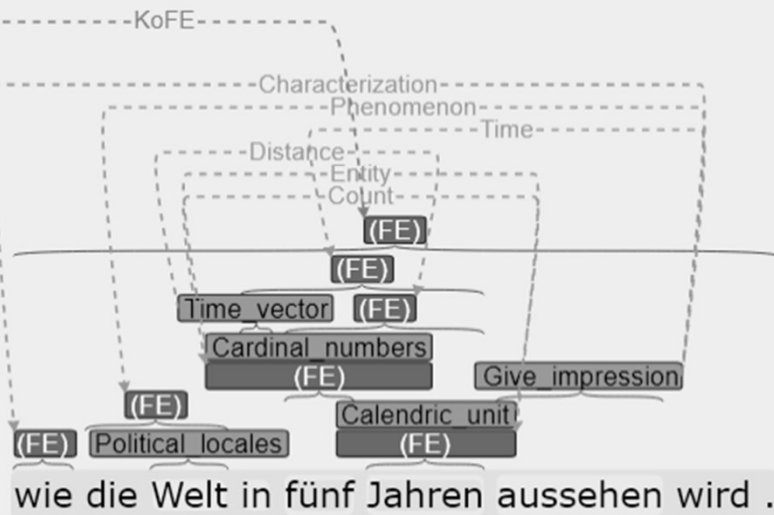 KoFE
Characterization
Phenomenon
Time
Distance
Entity
Count
(FE)
(FE)
Time_vector (FE)
Cardinal_numbers
(FE) Give_impression
(FE) Calendric_unit
(FE) Political_locales (FE)
wie die Welt in fünf Jahren aussehen wird .